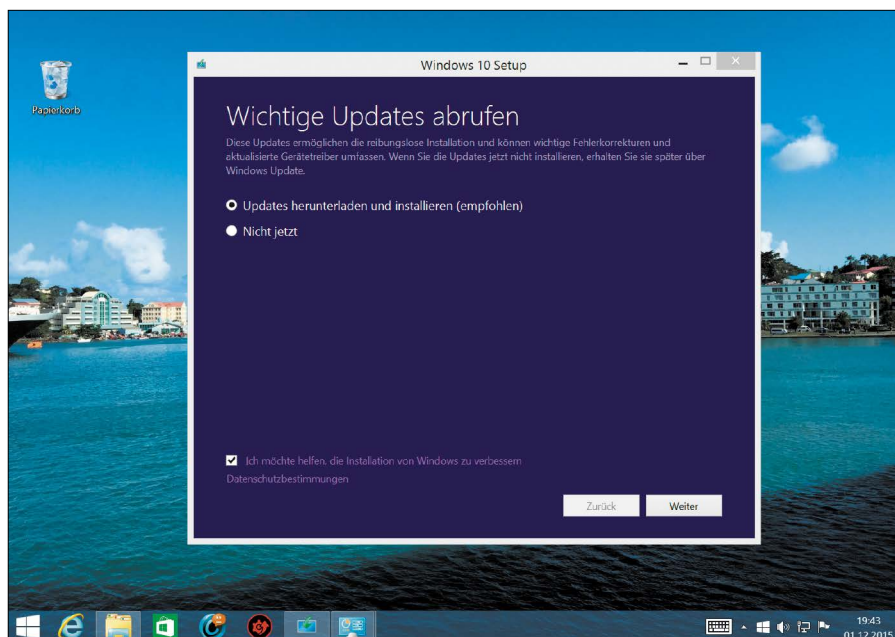 Windows 10 Setup
Papierkorb
Wichtige Updates abrufen
Diese Updates ermöglichen die reibungslose Installation und können wichtige Fehlerkorrekturen und
aktualisierte Gerätetreiber umfassen. Wenn Sie die Updates jetzt nicht installieren, erhalten Sie sie später über
Windows Update.
Updates herunterladen und installieren (empfohlen)
Nicht jetzt
Ich möchte helfen, die Installation von Windows zu verbessern
Datenschutzbestimmungen
Zurück
Weiter
19:43